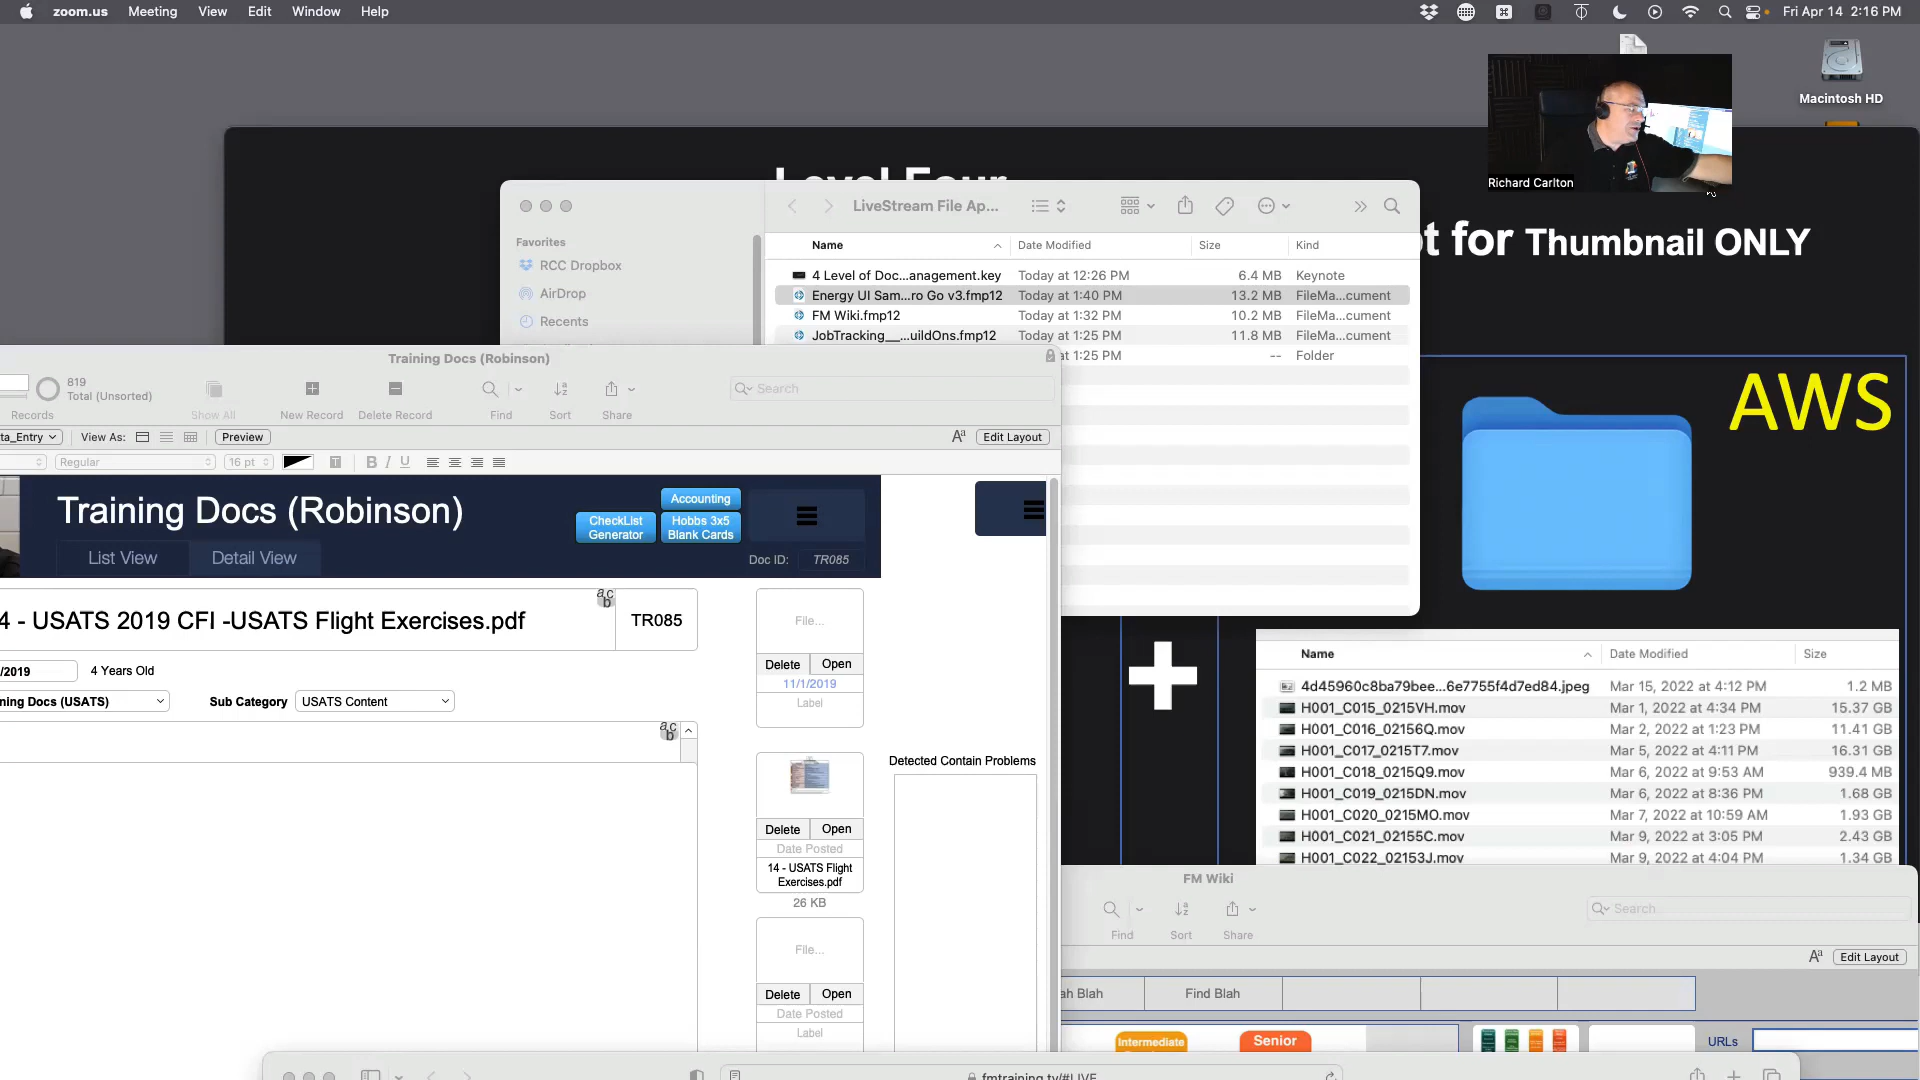 zoom.us Meeting View Edit Window Help
Fri Apr 14 2:16 PM
Macintosh HD
Richard Carlton
Level Four
t for Thumbnail ONLY
AWS
LiveStream File Ap...
Favorites
RCC Dropbox
AirDrop
Recents
Name Date Modified Size Kind
4 Level of Doc...anagement.key Today at 12:26 PM 6.4 MB Keynote
Energy UI Sam...ro Go v3.fmp12 Today at 1:40 PM 13.2 MB FileMa...cument
FM Wiki.fmp12 Today at 1:32 PM 10.2 MB FileMa...cument
JobTracking__...uildOns.fmp12 Today at 1:25 PM 11.8 MB FileMa...cument
at 1:25 PM -- Folder
Training Docs (Robinson)
819
Total (Unsorted)
Records Show All New Record Delete Record Find Sort Share
Search
ta_Entry View As: Preview Aa Edit Layout
Regular 16 pt B I U
Training Docs (Robinson)
Accounting
CheckList
Generator
Hobbs 3x5
Blank Cards
List View Detail View
Doc ID: TR085
4 - USATS 2019 CFI -USATS Flight Exercises.pdf
TR085
/2019 4 Years Old
ning Docs (USATS) Sub Category USATS Content
File...
Delete Open
11/1/2019
Label
Delete Open
Date Posted
14 - USATS Flight
Exercises.pdf
26 KB
File...
Delete Open
Date Posted
Label
Detected Contain Problems
Name Date Modified Size
4d45960c8ba79bee...6e7755f4d7ed84.jpeg Mar 15, 2022 at 4:12 PM 1.2 MB
H001_C015_0215VH.mov Mar 1, 2022 at 4:34 PM 15.37 GB
H001_C016_02156Q.mov Mar 2, 2022 at 1:23 PM 11.41 GB
H001_C017_0215T7.mov Mar 5, 2022 at 4:11 PM 16.31 GB
H001_C018_0215Q9.mov Mar 6, 2022 at 9:53 AM 939.4 MB
H001_C019_0215DN.mov Mar 6, 2022 at 8:36 PM 1.68 GB
H001_C020_0215MO.mov Mar 7, 2022 at 10:59 AM 1.93 GB
H001_C021_02155C.mov Mar 9, 2022 at 3:05 PM 2.43 GB
H001_C022_02153J.mov Mar 9, 2022 at 4:04 PM 1.34 GB
FM Wiki
Find Sort Share
Search
Aa Edit Layout
ah Blah Find Blah
Intermediate
Senior
URLs
fmtraining.tv/#LIVE